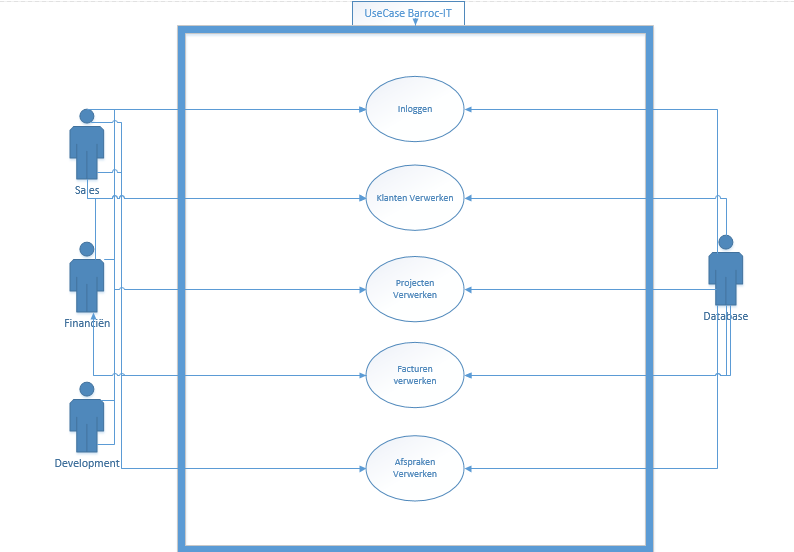 UseCase Barroc-IT
Inloggen
Sales
Klanten Verwerken
Projecten
Verwerken
Financiën
Database
Facturen
verwerken
Development
Afspraken
Verwerken